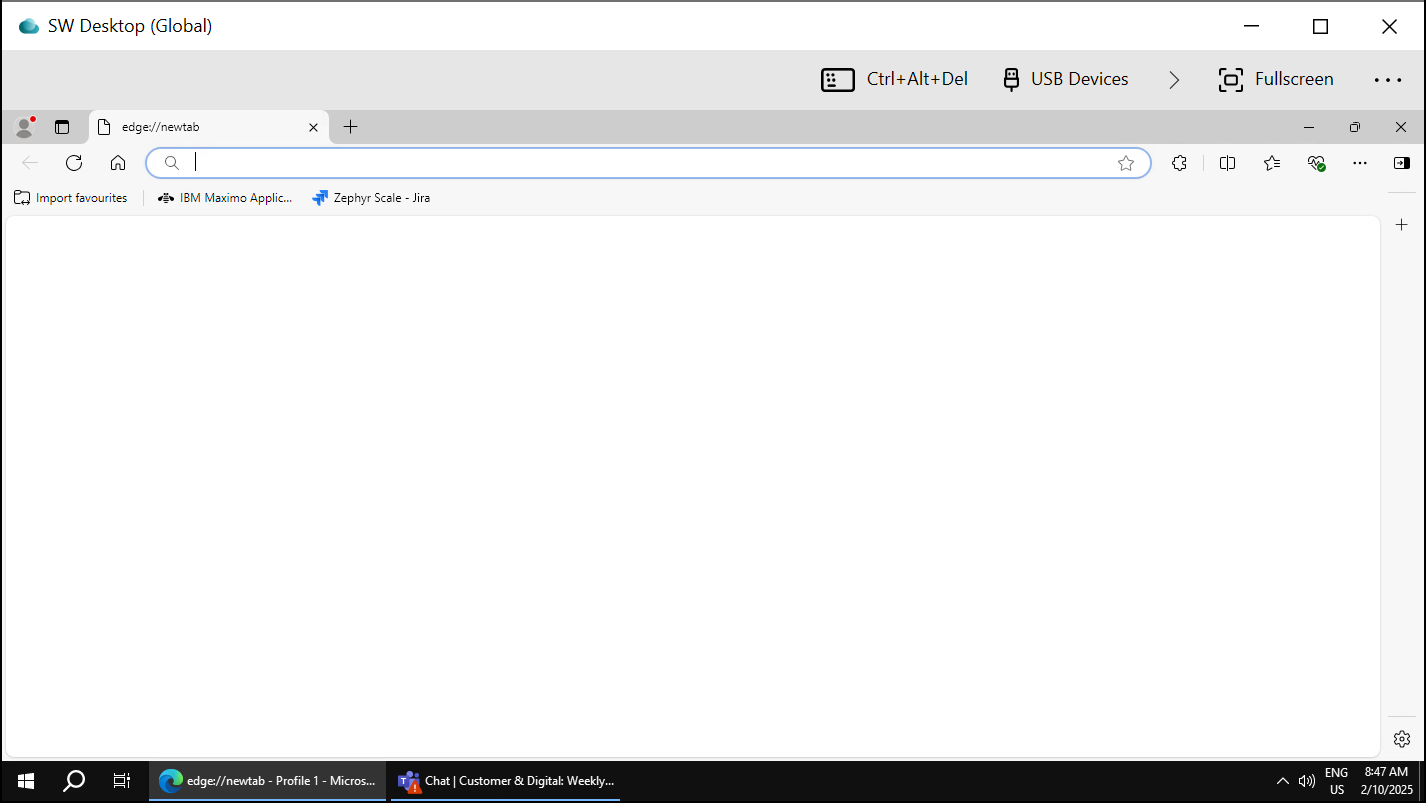 SW Desktop (Global)
Ctrl+Alt+Del
USB Devices
Fullscreen
edge://newtab
Import favourites
IBM Maximo Applic...
Zephyr Scale - Jira
edge://newtab - Profile 1 - Micros...
Chat | Customer & Digital: Weekly...
ENG
US
8:47 AM
2/10/2025